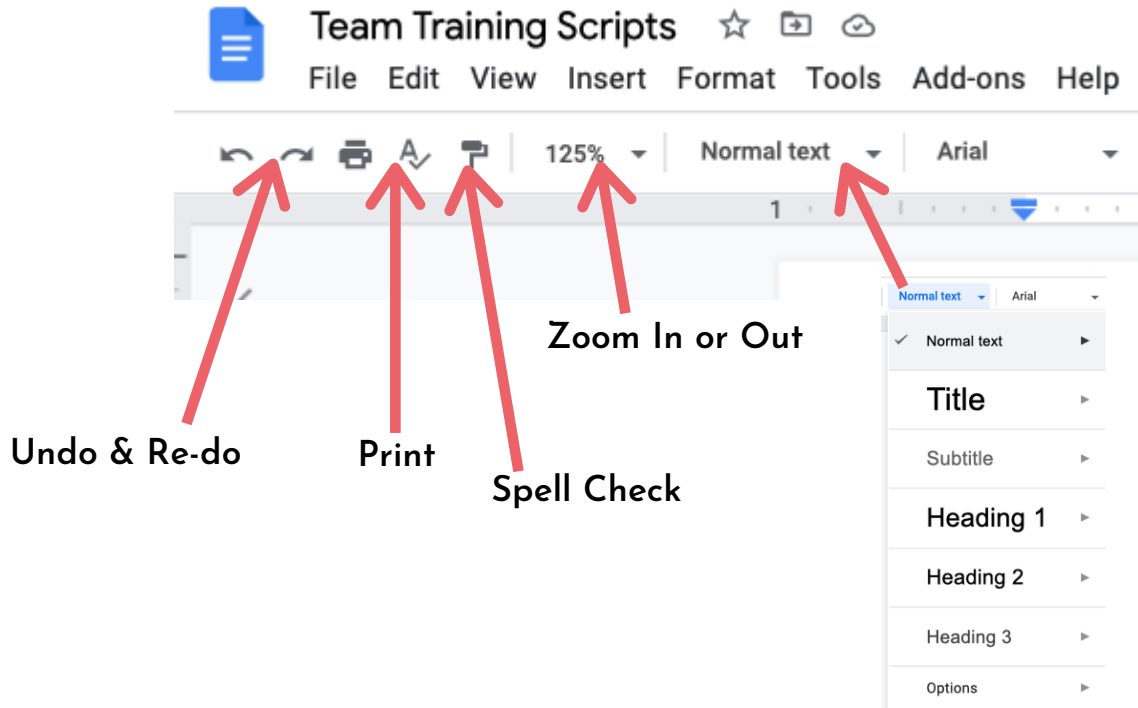 Team Training Scripts
File Edit View Insert Format Tools Add-ons Help
125% Normal text Arial
1
Zoom In or Out
Undo & Re-do
Print
Spell Check
Normal text Arial
Normal text
Title
Subtitle
Heading 1
Heading 2
Heading 3
Options